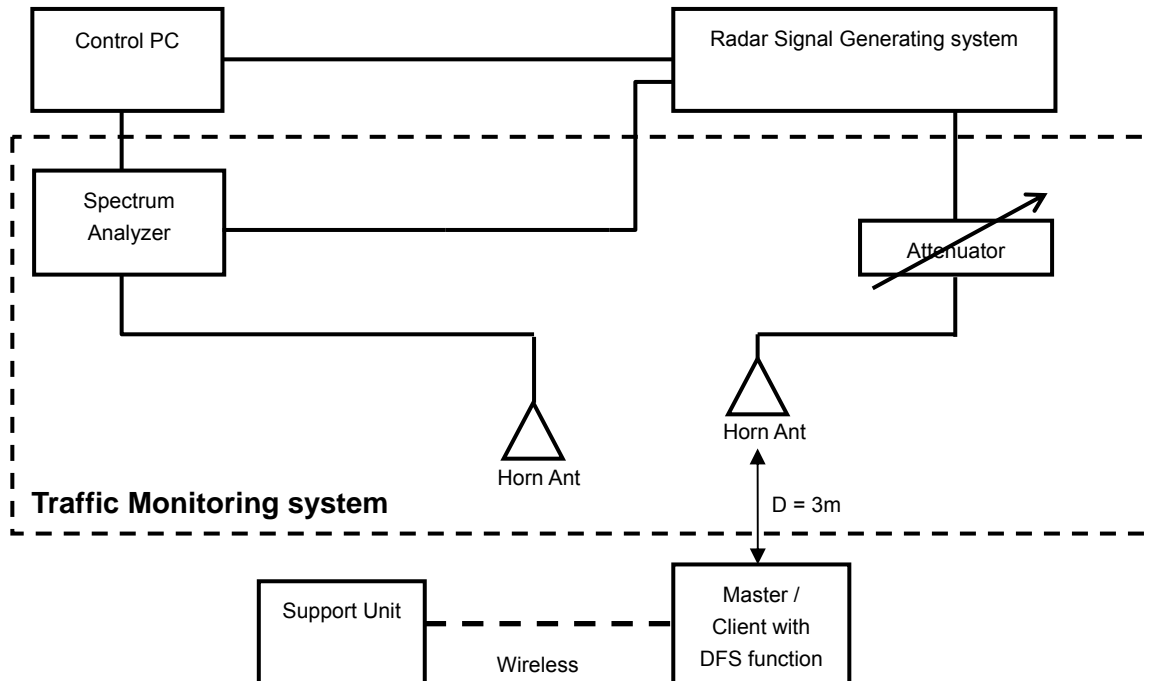 Control PC
Radar Signal Generating system
Spectrum
Analyzer
Attenuator
Horn Ant
Horn Ant
Traffic Monitoring system
D = 3m
Support Unit
Wireless
Master /
Client with
DFS function